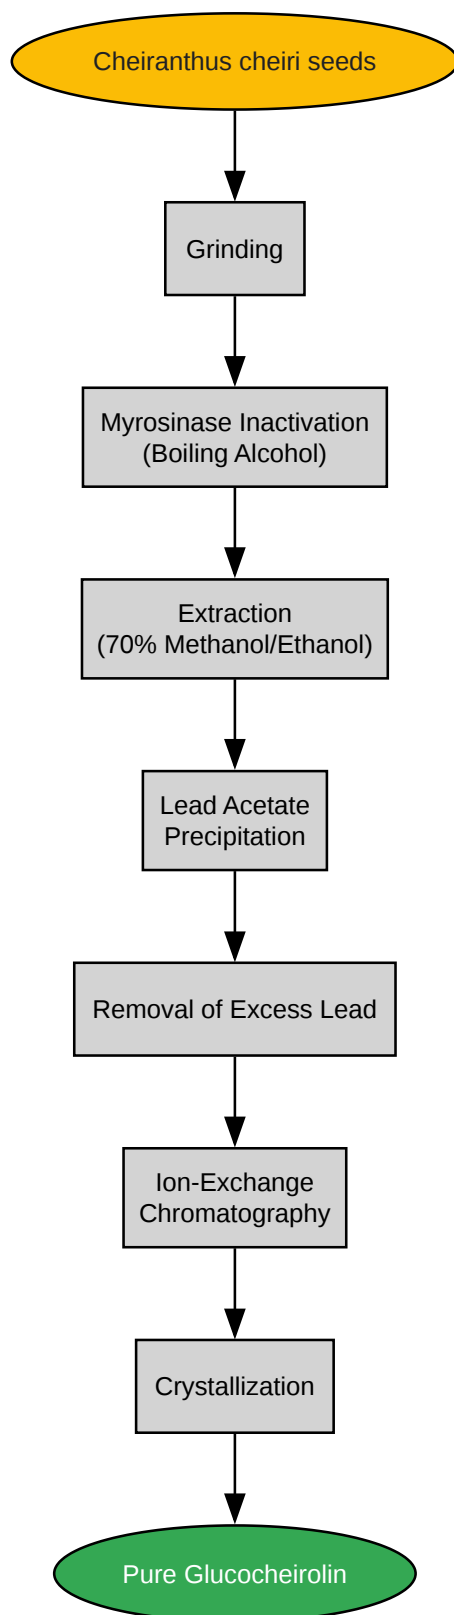 Cheiranthus cheiri seeds
Grinding
Myrosinase Inactivation
(Boiling Alcohol)
Extraction
(70% Methanol/Ethanol)
Lead Acetate
Precipitation
Removal of Excess Lead
Ion-Exchange
Chromatography
Crystallization
Pure Glucocheirolin